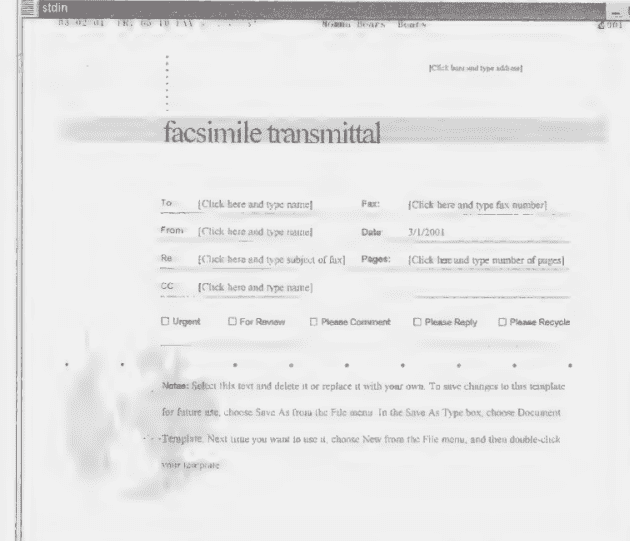 stdin
[Click here and type address]
facsimile transmittal
To [Click here and type name] Fax: [Click here and type fax number]
From [Click here and type name] Date 3/1/2001
Re [Click here and type subject of fax] Pages: [Click here and type number of pages]
CC [Click here and type name]
☐ Urgent ☐ For Review ☐ Please Comment ☐ Please Reply ☐ Please Recycle
Notes: Select this text and delete it or replace it with your own. To save changes to this template
for future use, choose Save As from the File menu. In the Save As Type box, choose Document
Template. Next time you want to use it, choose New from the File menu, and then double-click
your template